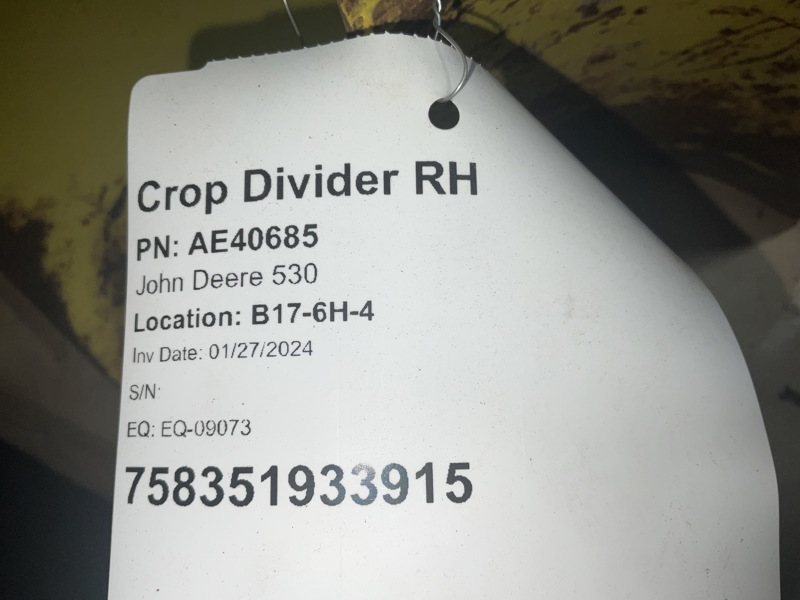 Crop Divider RH
PN: AE40685
John Deere 530
Location: B17-6H-4
Inv Date: 01/27/2024
S/N:
EQ: EQ-09073
758351933915